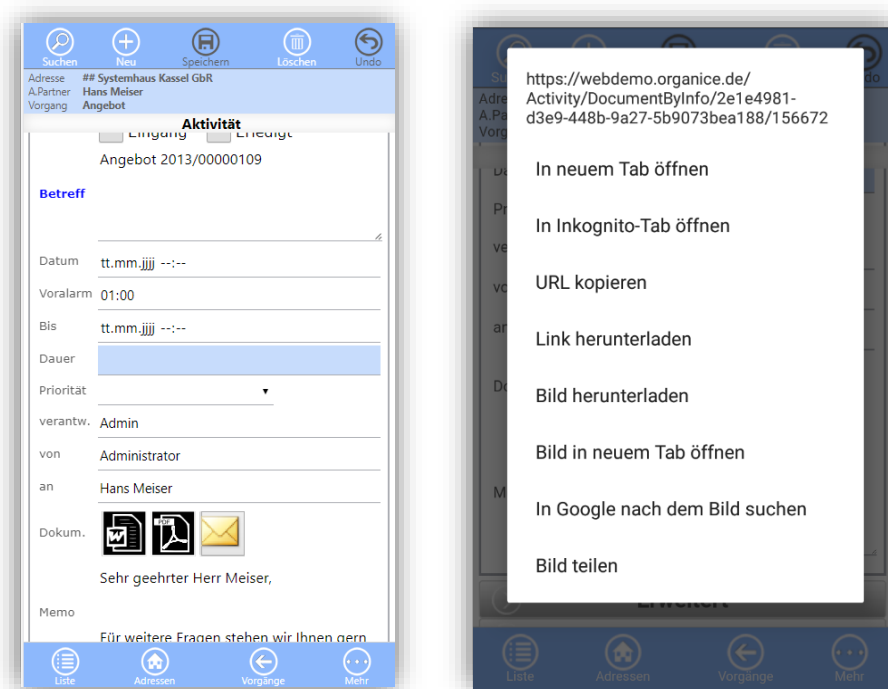 Suchen Neu Speichern Löschen Undo
Adresse ## Systemhaus Kassel GbR
A.Partner Hans Meiser
Vorgang Angebot
Aktivität
Eingang Erledigt
Angebot 2013/00000109
Betreff
Datum tt.mm.jjjj --:--
Voralarm 01:00
Bis tt.mm.jjjj --:--
Dauer
Priorität
verantw. Admin
von Administrator
an Hans Meiser
Dokum.
PDF
Sehr geehrter Herr Meiser,
Memo
Für weitere Fragen stehen wir Ihnen gern
Liste Adressen Vorgänge Mehr
https://webdemo.organice.de/
Activity/DocumentByInfo/2e1e4981-
d3e9-448b-9a27-5b9073bea188/156672
In neuem Tab öffnen
In Inkognito-Tab öffnen
URL kopieren
Link herunterladen
Bild herunterladen
Bild in neuem Tab öffnen
In Google nach dem Bild suchen
Bild teilen
Liste Adressen Vorgänge Mehr